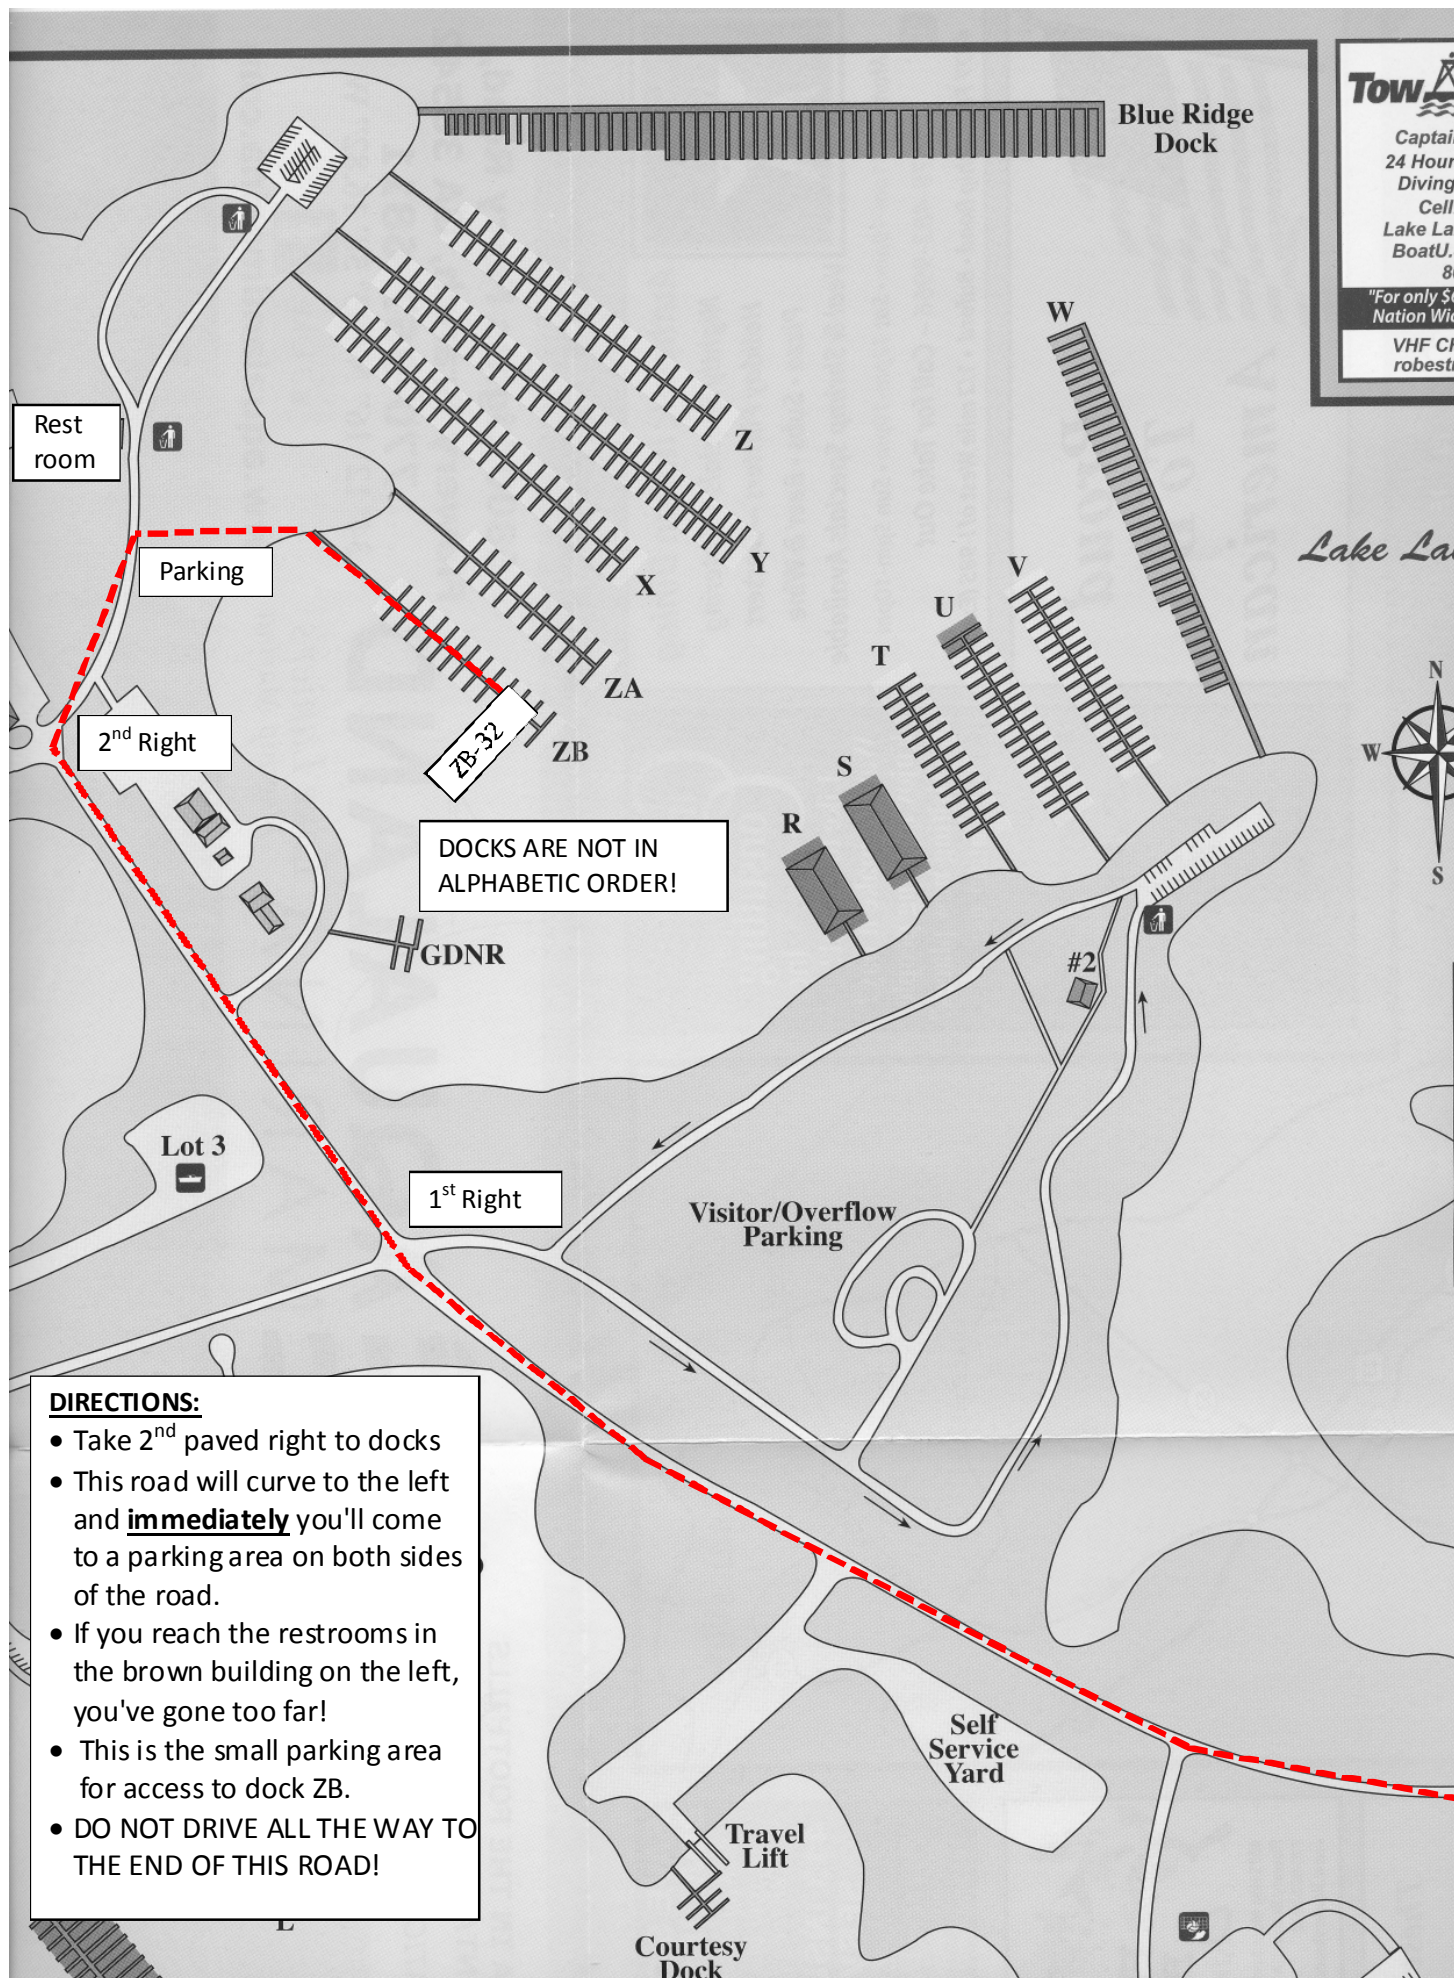 Blue Ridge
Dock
Tow
Captai
24 Hour
Diving
Cell
Lake La
BoatU.
"For only $
Nation Wi
VHF C
robest
W
Z
Y
X
Rest
room
Parking
Lake La
V
U
T
ZA
ZB
ZB-32
2nd Right
N
W
S
S
R
DOCKS ARE NOT IN
ALPHABETIC ORDER!
GDNR
#2
Lot 3
1st Right
Visitor/Overflow
Parking
DIRECTIONS:
• Take 2nd paved right to docks
• This road will curve to the left
and immediately you'll come
to a parking area on both sides
of the road.
• If you reach the restrooms in
the brown building on the left,
you've gone too far!
• This is the small parking area
for access to dock ZB.
• DO NOT DRIVE ALL THE WAY TO
THE END OF THIS ROAD!
Self
Service
Yard
Travel
Lift
Courtesy
Dock